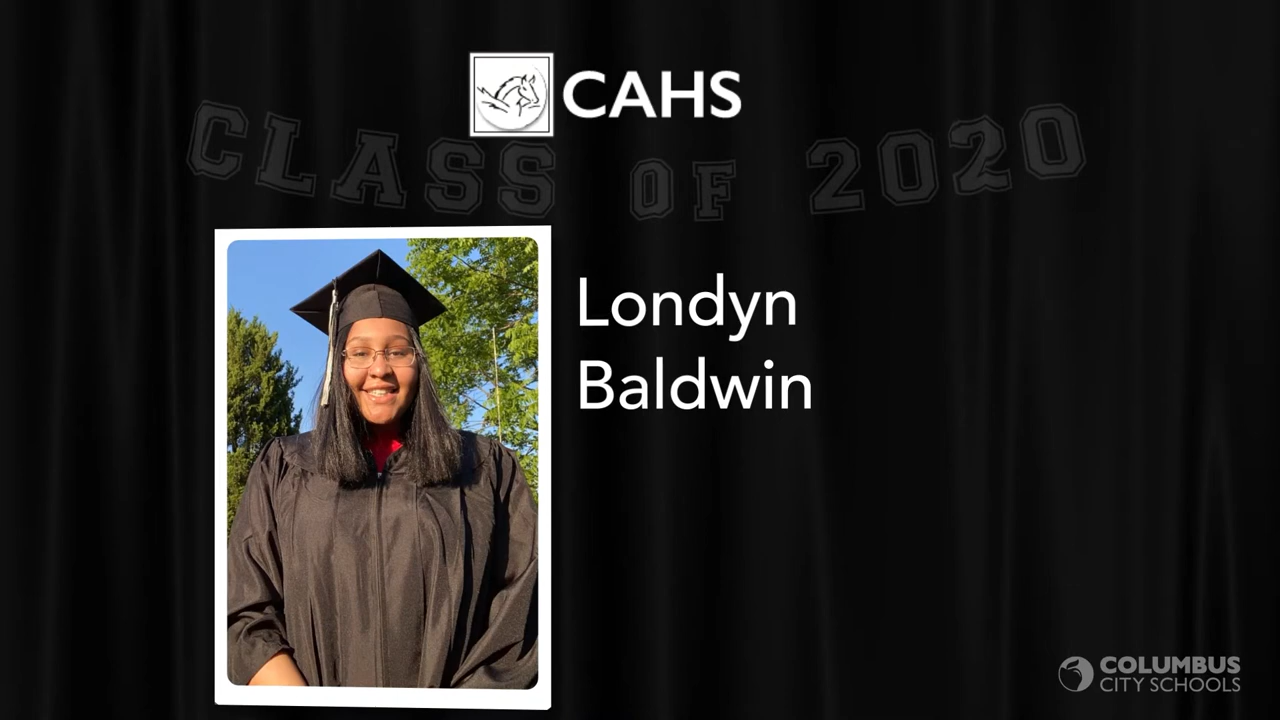 CAHS
CLASS OF 2020
Londyn
Baldwin
COLUMBUS
CITY SCHOOLS